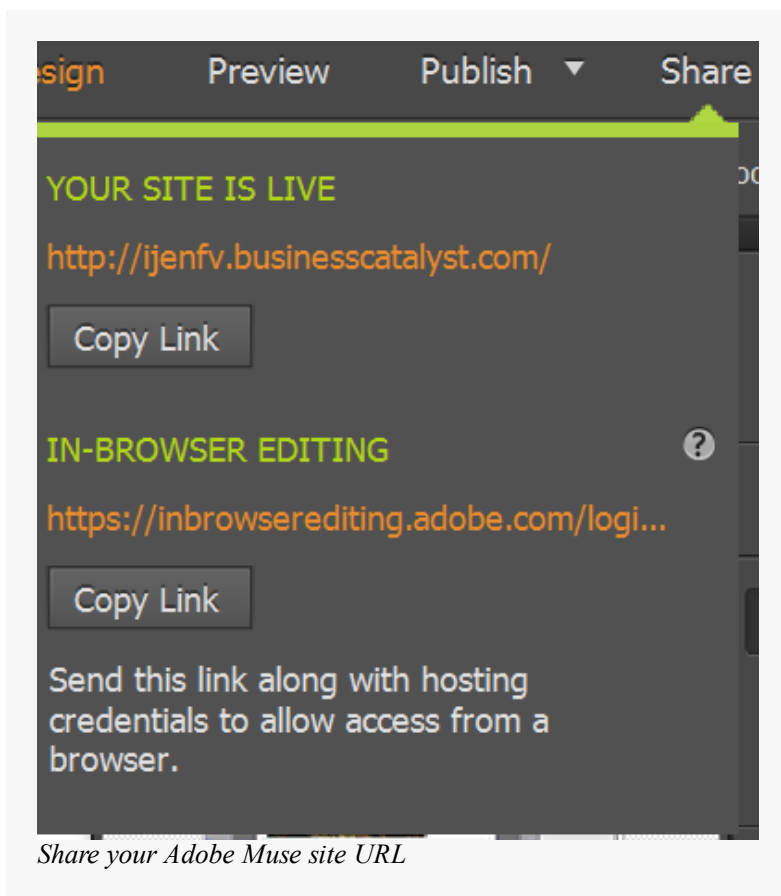 esign Preview Publish Share
YOUR SITE IS LIVE
http://ijenfv.businesscatalyst.com/
Copy Link
IN-BROWSER EDITING ?
https://inbrowserediting.adobe.com/logi...
Copy Link
Send this link along with hosting
credentials to allow access from a
browser.
Share your Adobe Muse site URL